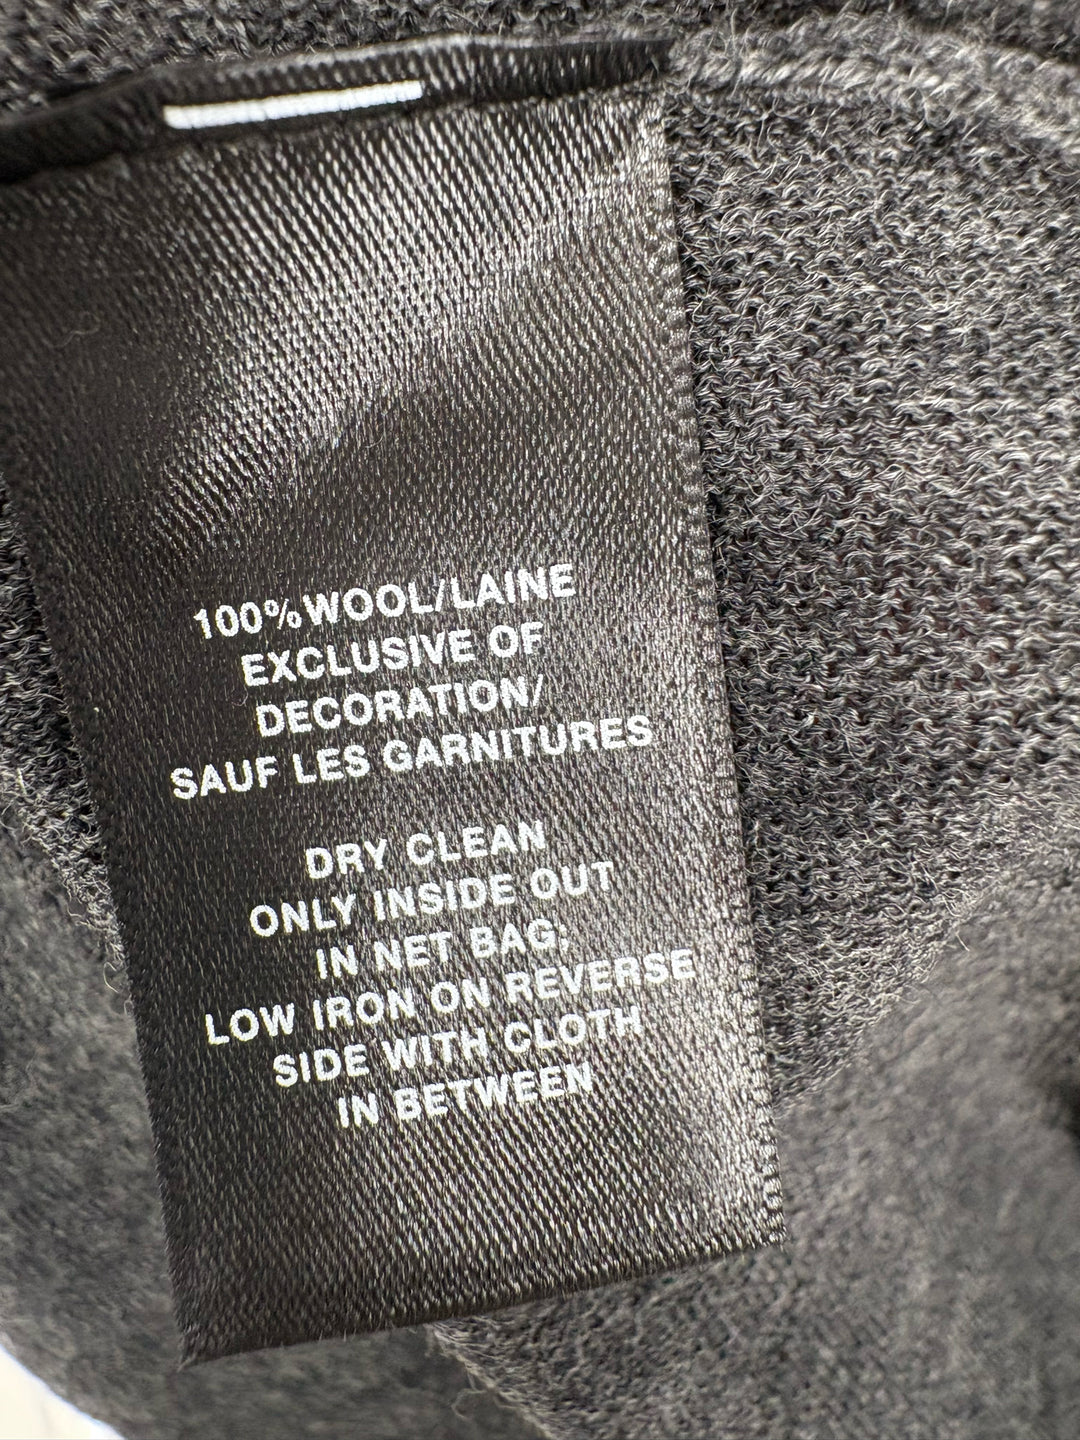 100%WOOL/LAINE
EXCLUSIVE OF
DECORATION/
SAUF LES GARNITURES
DRY CLEAN
ONLY INSIDE OUT
IN NET BAG;
LOW IRON ON REVERSE
SIDE WITH CLOTH
IN BETWEEN